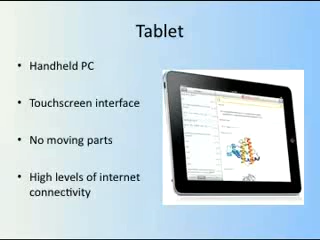 Tablet
• Handheld PC
• Touchscreen interface
• No moving parts
• High levels of internet
connectivity